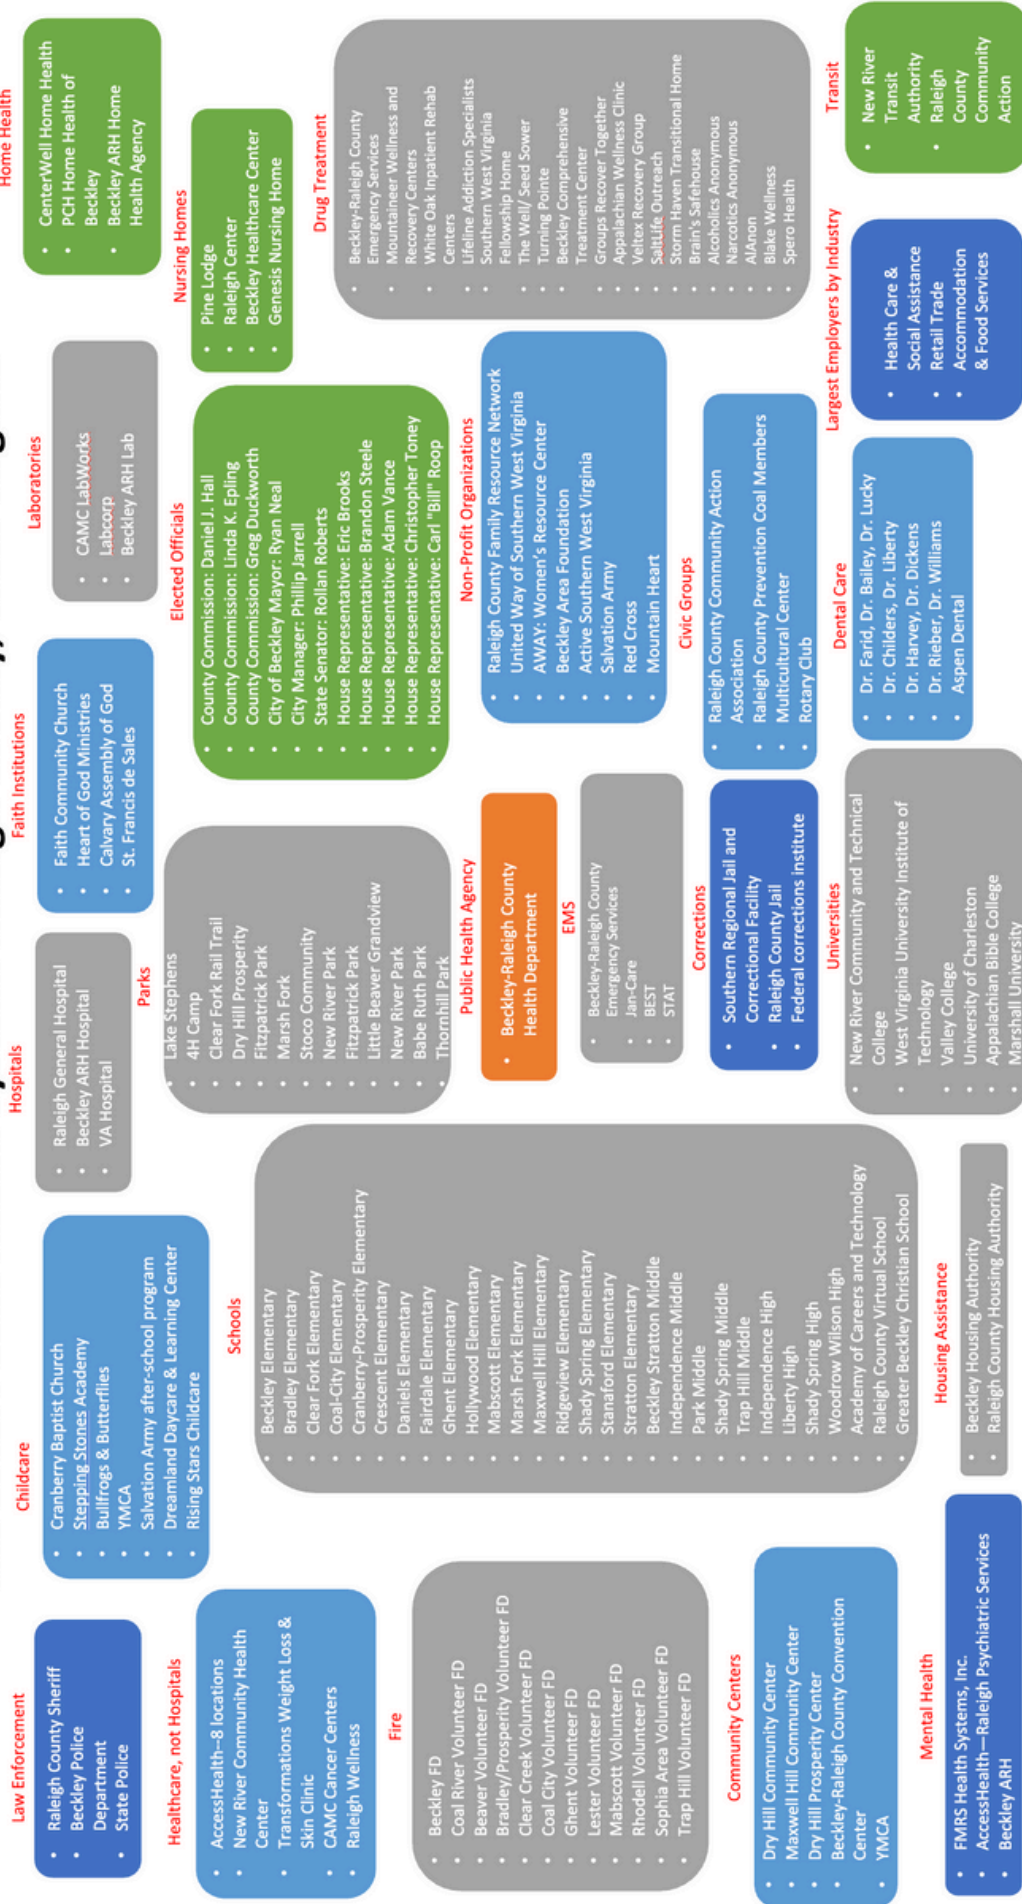 Law Enforcement
• Raleigh County Sheriff
• Beckley Police
Department
• State Police
Childcare
• Cranberry Baptist Church
• Stepping Stones Academy
• Bullfrogs & Butterflies
• YMCA
• Salvation Army after-school program
• Dreamland Daycare & Learning Center
• Rising Stars Childcare
Hospitals
• Raleigh General Hospital
• Beckley ARH Hospital
• VA Hospital
Faith Institutions
• Faith Community Church
• Heart of God Ministries
• Calvary Assembly of God
• St. Francis de Sales
Laboratories
• CAMC LabWorks
• Labcorp
• Beckley ARH Lab
Home Health
• CenterWell Home Health
• PCH Home Health of
Beckley
• Beckley ARH Home
Health Agency
Healthcare, not Hospitals
• AccessHealth--8 locations
• New River Community Health
Center
• Transformations Weight Loss &
Skin Clinic
• CAMC Cancer Centers
• Raleigh Wellness
Schools
• Beckley Elementary
• Bradley Elementary
• Clear Fork Elementary
• Coal-City Elementary
• Cranberry-Prosperity Elementary
• Crescent Elementary
• Daniels Elementary
• Fairdale Elementary
• Ghent Elementary
• Hollywood Elementary
• Mabscott Elementary
• Marsh Fork Elementary
• Maxwell Hill Elementary
• Ridgeview Elementary
• Shady Spring Elementary
• Stanaford Elementary
• Stratton Elementary
• Beckley Stratton Middle
• Independence Middle
• Park Middle
• Shady Spring Middle
• Trap Hill Middle
• Independence High
• Liberty High
• Shady Spring High
• Woodrow Wilson High
• Academy of Careers and Technology
• Raleigh County Virtual School
• Greater Beckley Christian School
Parks
• Lake Stephens
• 4H Camp
• Clear Fork Rail Trail
• Dry Hill Prosperity
• Fitzpatrick Park
• Marsh Fork
• Stoco Community
• New River Park
• Fitzpatrick Park
• Little Beaver Grandview
• New River Park
• Babe Ruth Park
• Thornhill Park
Elected Officials
• County Commission: Daniel J. Hall
• County Commission: Linda K. Epling
• County Commission: Greg Duckworth
• City of Beckley Mayor: Ryan Neal
• City Manager: Phillip Jarrell
• State Senator: Rollan Roberts
• House Representative: Eric Brooks
• House Representative: Brandon Steele
• House Representative: Adam Vance
• House Representative: Christopher Toney
• House Representative: Carl "Bill" Roop
Nursing Homes
• Pine Lodge
• Raleigh Center
• Beckley Healthcare Center
• Genesis Nursing Home
Fire
• Beckley FD
• Coal River Volunteer FD
• Beaver Volunteer FD
• Bradley/Prosperity Volunteer FD
• Clear Creek Volunteer FD
• Coal City Volunteer FD
• Ghent Volunteer FD
• Lester Volunteer FD
• Mabscott Volunteer FD
• Rhodell Volunteer FD
• Sophia Area Volunteer FD
• Trap Hill Volunteer FD
Public Health Agency
• Beckley-Raleigh County
Health Department
EMS
• Beckley-Raleigh County
Emergency Services
• Jan-Care
• BEST
• STAT
Non-Profit Organizations
• Raleigh County Family Resource Network
• United Way of Southern West Virginia
• AWAY: Women's Resource Center
• Beckley Area Foundation
• Active Southern West Virginia
• Salvation Army
• Red Cross
• Mountain Heart
Drug Treatment
• Beckley-Raleigh County
Emergency Services
• Mountaineer Wellness and
Recovery Centers
• White Oak Inpatient Rehab
Centers
• Lifeline Addiction Specialists
• Southern West Virginia
Fellowship Home
• The Well/ Seed Sower
• Turning Pointe
• Beckley Comprehensive
Treatment Center
• Groups Recover Together
• Appalachian Wellness Clinic
• Veltex Recovery Group
• SaltLife Outreach
• Storm Haven Transitional Home
• Brain's Safehouse
• Alcoholics Anonymous
• Narcotics Anonymous
• AlAnon
• Blake Wellness
• Spero Health
Corrections
• Southern Regional Jail and
Correctional Facility
• Raleigh County Jail
• Federal corrections institute
Civic Groups
• Raleigh County Community Action
Association
• Raleigh County Prevention Coal Members
• Multicultural Center
• Rotary Club
Community Centers
• Dry Hill Community Center
• Maxwell Hill Community Center
• Dry Hill Prosperity Center
• Beckley-Raleigh County Convention
Center
• YMCA
Universities
• New River Community and Technical
College
• West Virginia University Institute of
Technology
• Valley College
• University of Charleston
• Appalachian Bible College
• Marshall University
Dental Care
• Dr. Farid, Dr. Bailey, Dr. Lucky
• Dr. Childers, Dr. Liberty
• Dr. Harvey, Dr. Dickens
• Dr. Rieber, Dr. Williams
• Aspen Dental
Largest Employers by Industry
• Health Care &
Social Assistance
• Retail Trade
• Accommodation
& Food Services
Transit
• New River
Transit
Authority
• Raleigh
County
Community
Action
Mental Health
• FMRS Health Systems, Inc.
• AccessHealth—Raleigh Psychiatric Services
• Beckley ARH
Housing Assistance
• Beckley Housing Authority
• Raleigh County Housing Authority